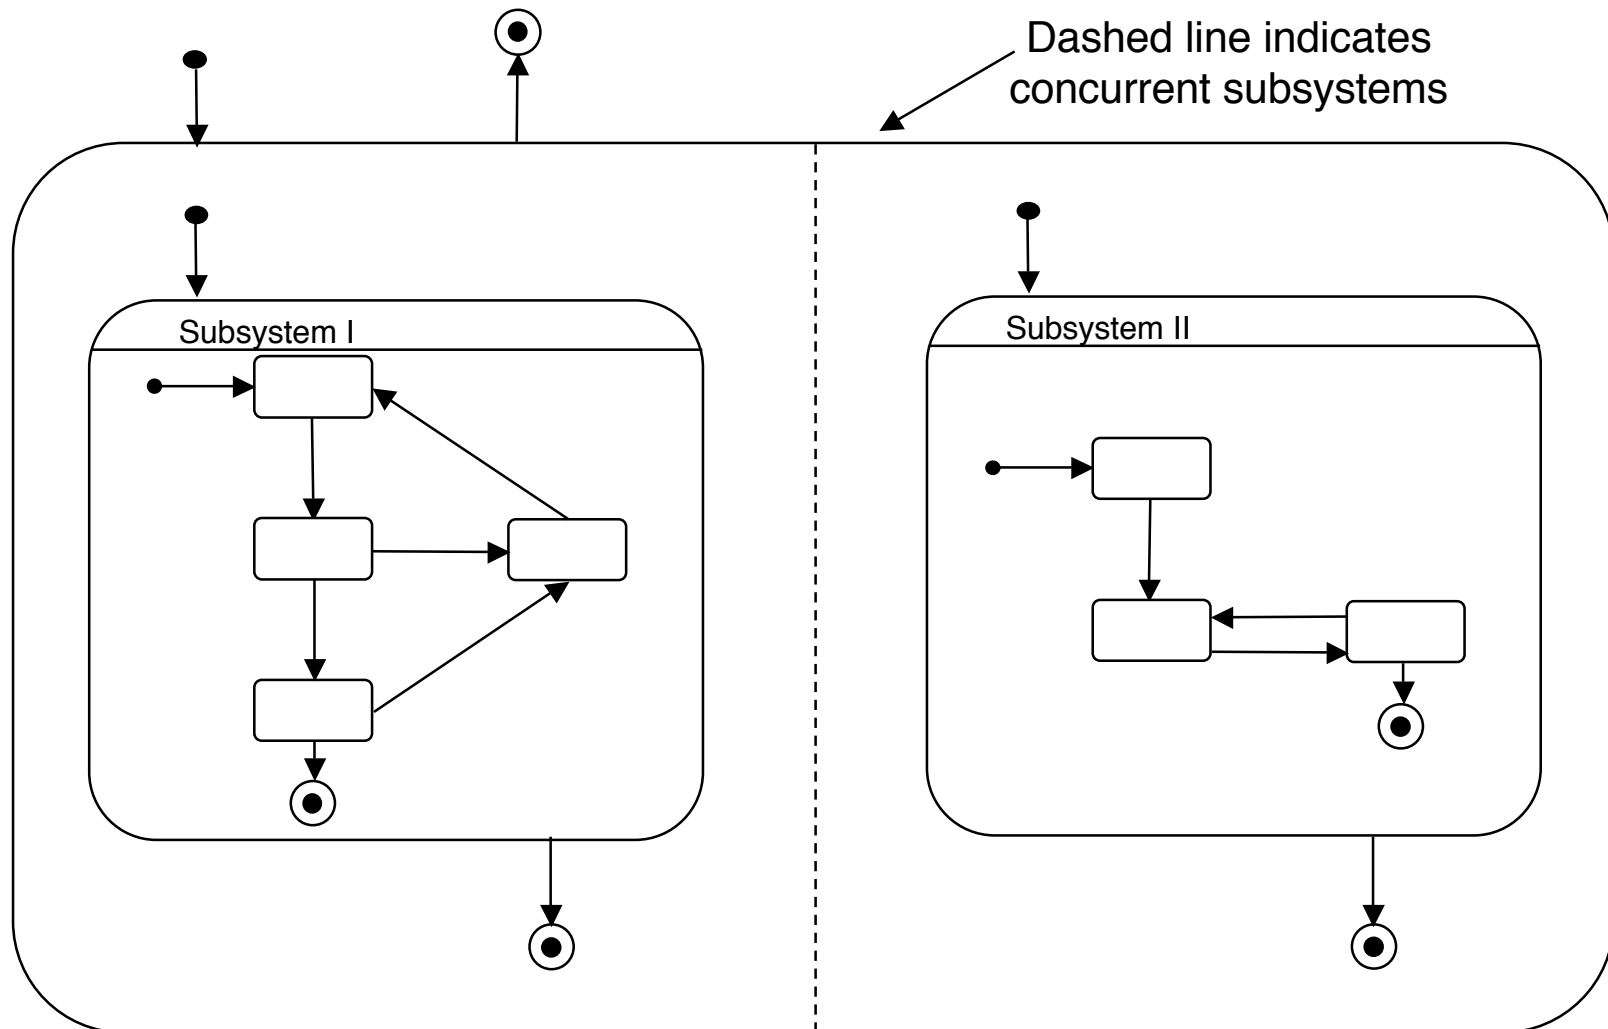 Dashed line indicates
concurrent subsystems
Subsystem I
Subsystem II